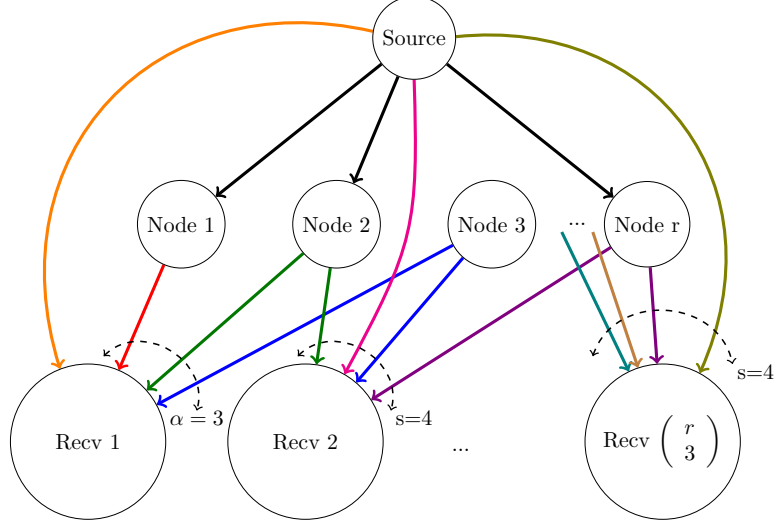 Source
Node 1
Node 2
Node 3
...
Node r
α = 3
s=4
s=4
Recv 1
Recv 2
...
Recv ( r
3 )